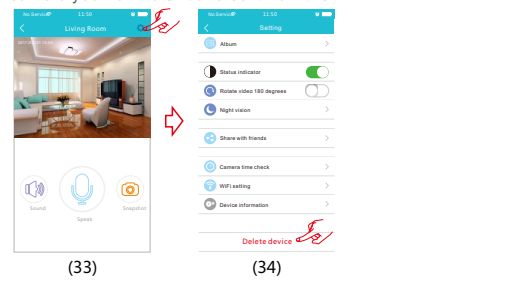 No Service 11:50
Living Room
Sound
Speak
Snapshot
(33)
No Service 11:50
Setting
Album
Status indicator
Rotate video 180 degrees
Night vision
Share with friends
Camera time check
WiFi setting
Device information
Delete device
(34)